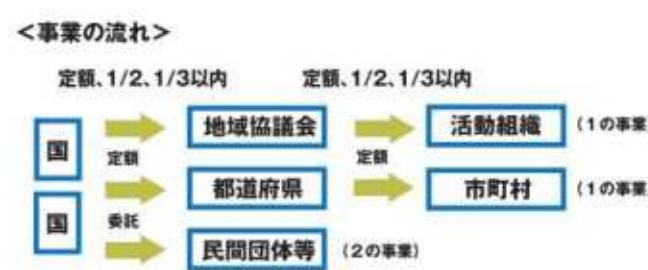 ＜事業の流れ＞
定額、1/2、1/3以内 定額、1/2、1/3以内
国 地域協議会 活動組織 （1の事業
定額 定額
都道府県 市町村 （1の事業
国 委託
民間団体等 （2の事業）